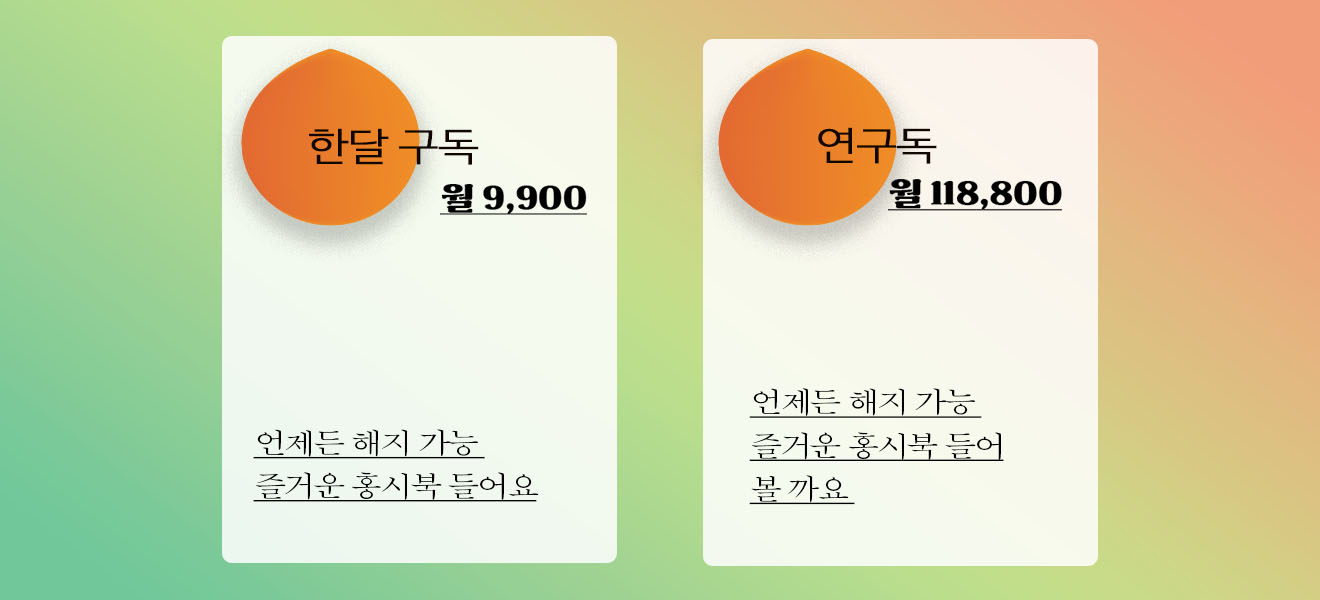 한달 구독
월 9,900
언제든 해지 가능
즐거운 홍시북 들어요
연구독
월 118,800
언제든 해지 가능
즐거운 홍시북 들어
볼 까요